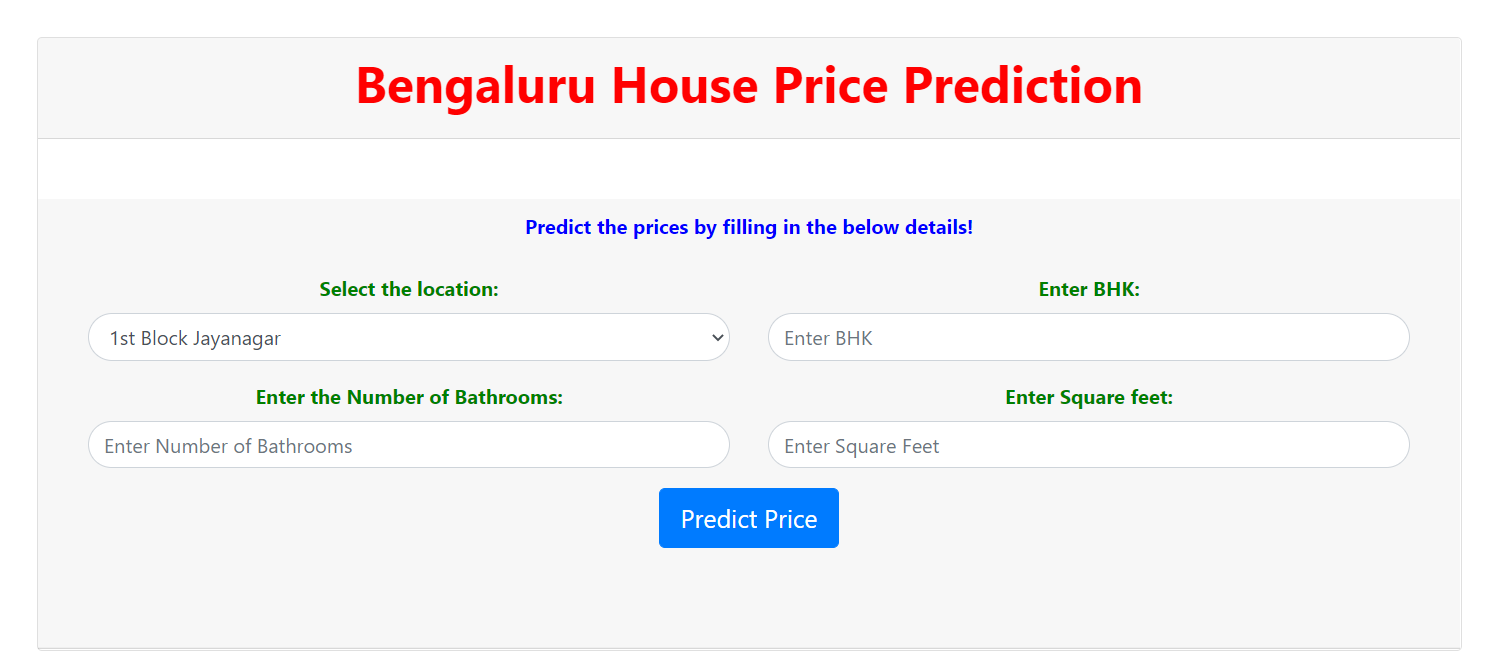 Bengaluru House Price Prediction
Predict the prices by filling in the below details!
Select the location:
Enter BHK:
1st Block Jayanagar
Enter BHK
Enter the Number of Bathrooms:
Enter Square feet:
Enter Number of Bathrooms
Enter Square Feet
Predict Price